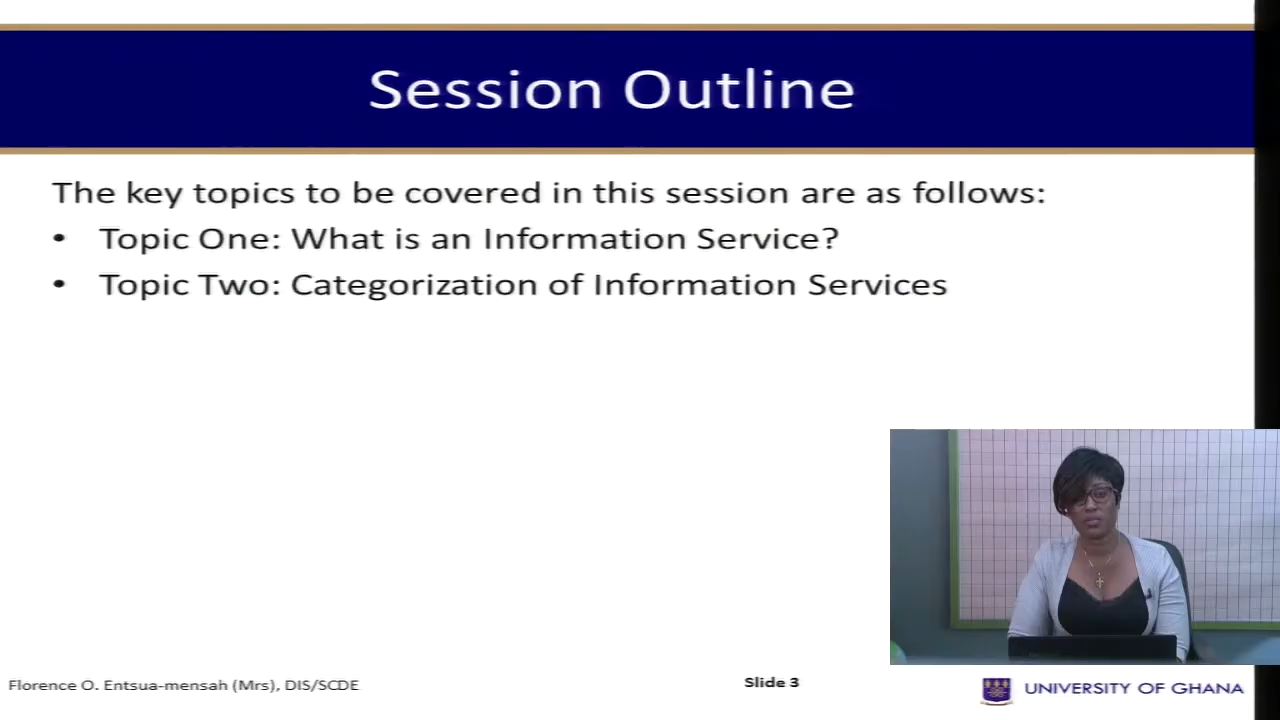 Session Outline
The key topics to be covered in this session are as follows:
• Topic One: What is an Information Service?
• Topic Two: Categorization of Information Services
Florence O. Entsua-mensah (Mrs), DIS/SCDE
Slide 3
UNIVERSITY OF GHANA